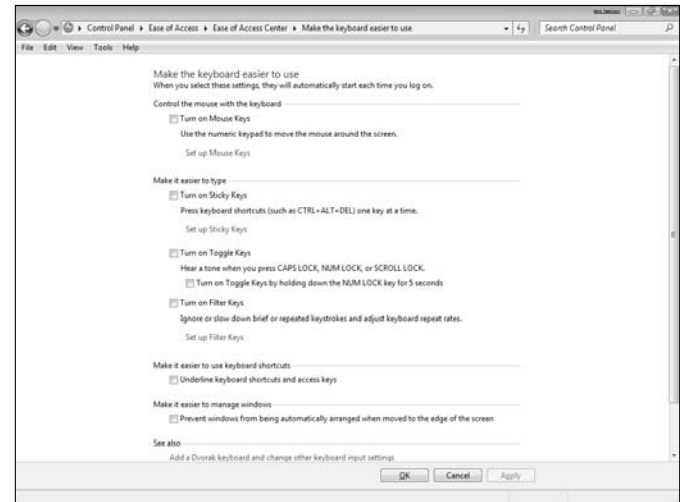 Control Panel ▸ Ease of Access ▸ Ease of Access Center ▸ Make the keyboard easier to use
Search Control Panel
File Edit View Tools Help
Make the keyboard easier to use
When you select these settings, they will automatically start each time you log on.
Control the mouse with the keyboard
Turn on Mouse Keys
Use the numeric keypad to move the mouse around the screen.
Set up Mouse Keys
Make it easier to type
Turn on Sticky Keys
Press keyboard shortcuts (such as CTRL+ALT+DEL) one key at a time.
Set up Sticky Keys
Turn on Toggle Keys
Hear a tone when you press CAPS LOCK, NUM LOCK, or SCROLL LOCK.
Turn on Toggle Keys by holding down the NUM LOCK key for 5 seconds
Turn on Filter Keys
Ignore or slow down brief or repeated keystrokes and adjust keyboard repeat rates.
Set up Filter Keys
Make it easier to use keyboard shortcuts
Underline keyboard shortcuts and access keys
Make it easier to manage windows
Prevent windows from being automatically arranged when moved to the edge of the screen
See also
Add a Dvorak keyboard and change other keyboard input settings
OK Cancel Apply